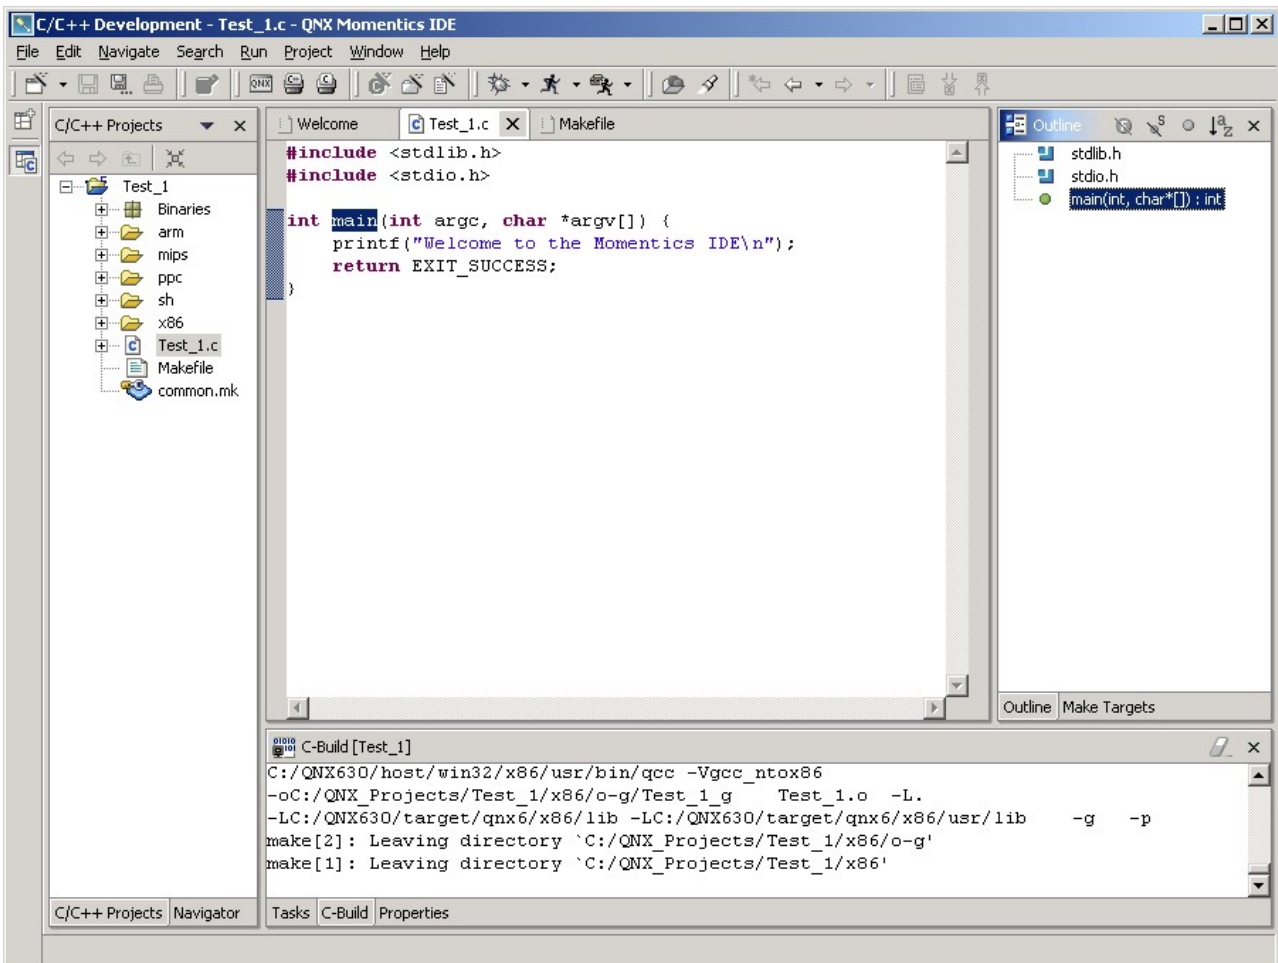 C/C++ Development - Test_1.c - QNX Momentics IDE
File Edit Navigate Search Run Project Window Help
QNX
C/C++ Projects
Test_1
Binaries
arm
mips
ppc
sh
x86
Test_1.c
Makefile
common.mk
C/C++ Projects Navigator
Welcome Test_1.c Makefile
#include <stdlib.h>
#include <stdio.h>
int main(int argc, char *argv[]) {
printf("Welcome to the Momentics IDE\n");
return EXIT_SUCCESS;
}
Outline
stdlib.h
stdio.h
main(int, char*[]) : int
Outline Make Targets
C-Build [Test_1]
C:/QNX630/host/win32/x86/usr/bin/qcc -Vgcc_ntox86
-oC:/QNX_Projects/Test_1/x86/o-g/Test_1_g Test_1.o -L.
-LC:/QNX630/target/qnx6/x86/lib -LC:/QNX630/target/qnx6/x86/usr/lib -g -p
make[2]: Leaving directory `C:/QNX_Projects/Test_1/x86/o-g'
make[1]: Leaving directory `C:/QNX_Projects/Test_1/x86'
Tasks C-Build Properties